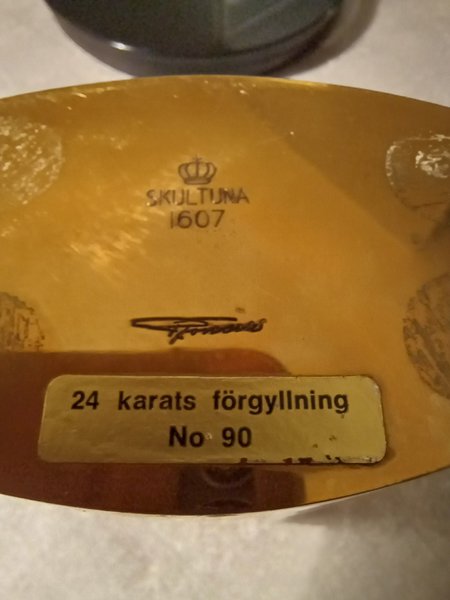 SKULTUNA
1607
24 karats förgyllning
No 90